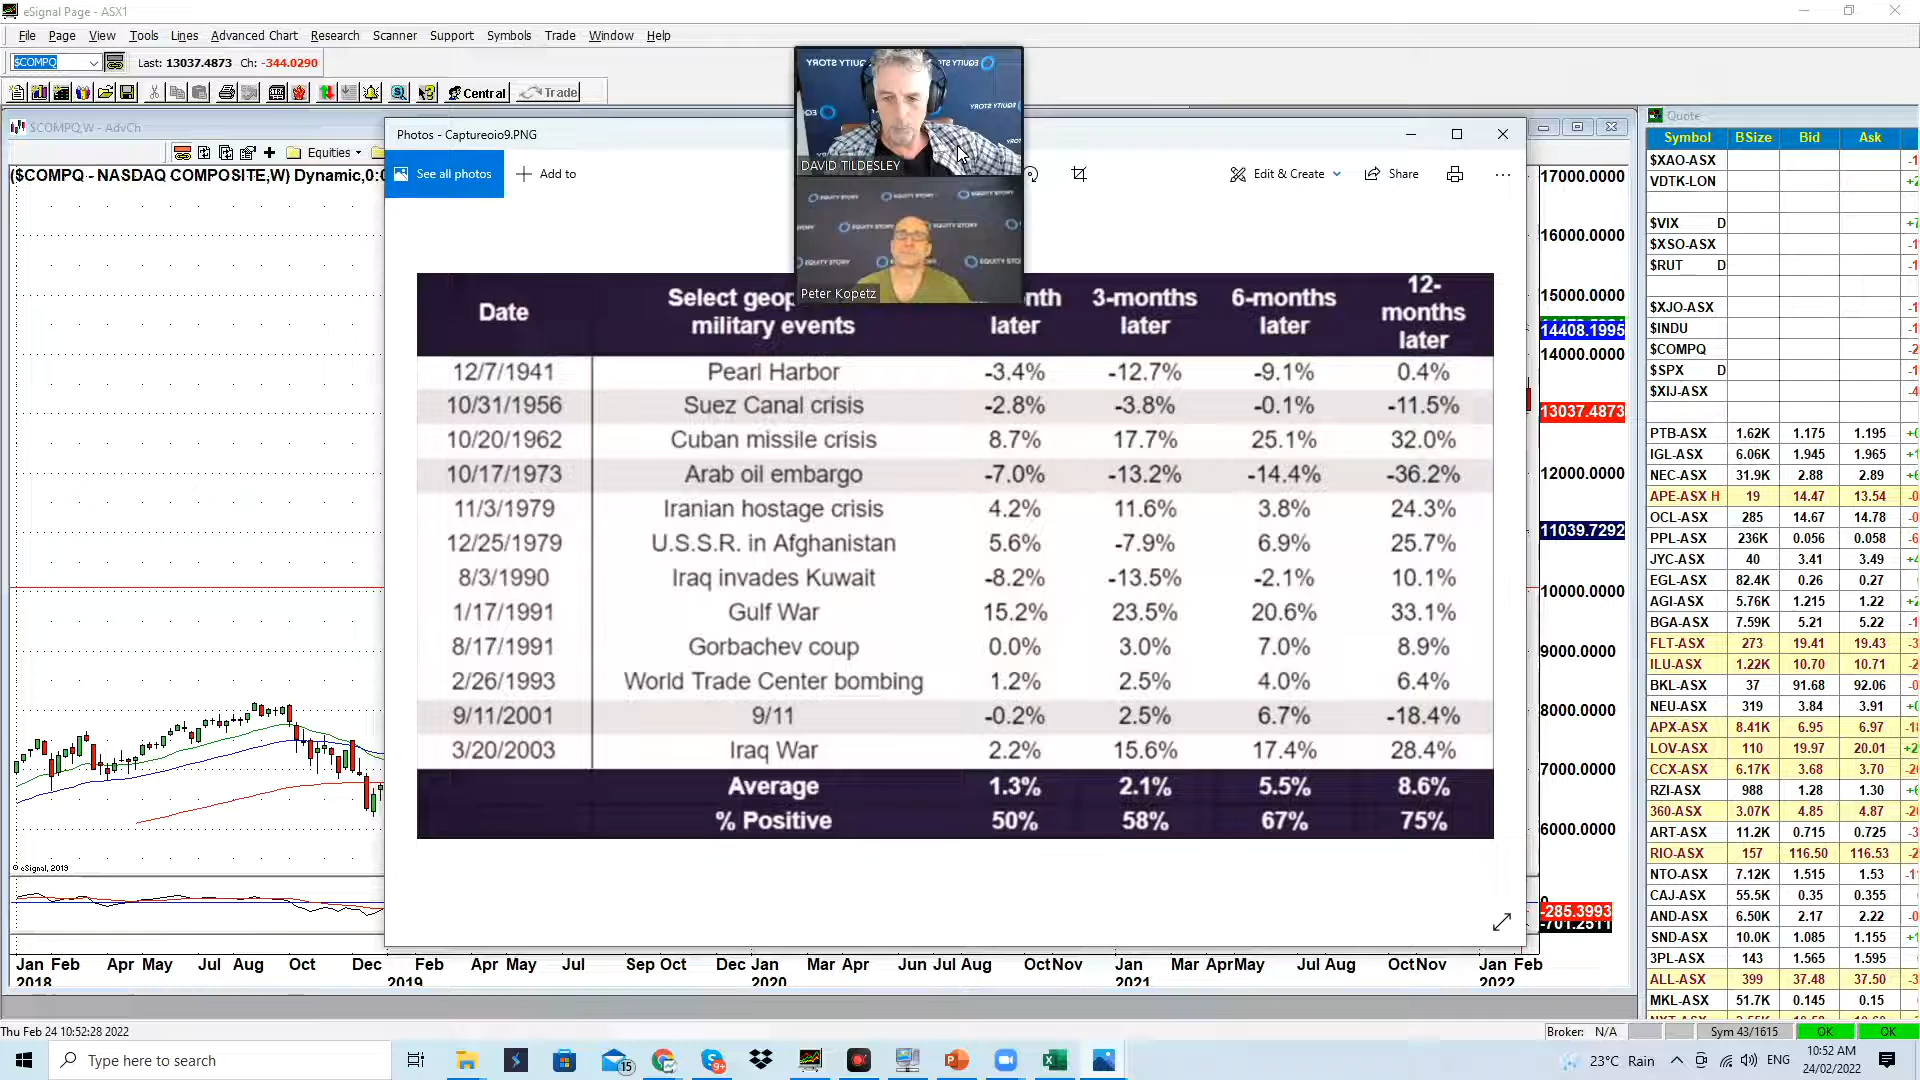 eSignal Page - ASX1
File Page View Tools Lines Advanced Chart Research Scanner Support Symbols Trade Window Help
$COMPQ Last: 13037.4873 Ch: -344.0290
Central Trade
$COMPQ,W - AdvCh
Equities
($COMPQ - NASDAQ COMPOSITE,W) Dynamic,0:0
Photos - Captureoio9.PNG
See all photos Add to Edit & Create Share
EQUITY STORY
DAVID TILDESLEY
EQUITY STORY
Peter Kopetz
Date
military events
later
3-months later
6-months later
12-months later
12/7/1941 Pearl Harbor -3.4% -12.7% -9.1% 0.4%
10/31/1956 Suez Canal crisis -2.8% -3.8% -0.1% -11.5%
10/20/1962 Cuban missile crisis 8.7% 17.7% 25.1% 32.0%
10/17/1973 Arab oil embargo -7.0% -13.2% -14.4% -36.2%
11/3/1979 Iranian hostage crisis 4.2% 11.6% 3.8% 24.3%
12/25/1979 U.S.S.R. in Afghanistan 5.6% -7.9% 6.9% 25.7%
8/3/1990 Iraq invades Kuwait -8.2% -13.5% -2.1% 10.1%
1/17/1991 Gulf War 15.2% 23.5% 20.6% 33.1%
8/17/1991 Gorbachev coup 0.0% 3.0% 7.0% 8.9%
2/26/1993 World Trade Center bombing 1.2% 2.5% 4.0% 6.4%
9/11/2001 9/11 -0.2% 2.5% 6.7% -18.4%
3/20/2003 Iraq War 2.2% 15.6% 17.4% 28.4%
Average 1.3% 2.1% 5.5% 8.6%
% Positive 50% 58% 67% 75%
17000.0000
16000.0000
15000.0000
14408.1995
14000.0000
13037.4873
12000.0000
11039.7292
10000.0000
9000.0000
8000.0000
7000.0000
6000.0000
-285.3993
-701.2511
© eSignal, 2019
Jan Feb Apr May Jul Aug Oct Dec Feb Apr May Jul Sep Oct Dec Jan Mar Apr Jun Jul Aug Oct Nov Jan Mar Apr May Jul Aug Oct Nov Jan Feb
2018 2019 2020 2021 2022
Quote
Symbol BSize Bid Ask
$XAO-ASX
VDTK-LON
$VIX D
$XSO-ASX
$RUT D
$XJO-ASX
$INDU
$COMPQ
$SPX D
$XIJ-ASX
PTB-ASX 1.62K 1.175 1.195
IGL-ASX 6.06K 1.945 1.965
NEC-ASX 31.9K 2.88 2.89
APE-ASX H 19 14.47 13.54
OCL-ASX 285 14.67 14.78
PPL-ASX 236K 0.056 0.058
JYC-ASX 40 3.41 3.49
EGL-ASX 82.4K 0.26 0.27
AGI-ASX 5.76K 1.215 1.22
BGA-ASX 7.59K 5.21 5.22
FLT-ASX 273 19.41 19.43
ILU-ASX 1.22K 10.70 10.71
BKL-ASX 37 91.68 92.06
NEU-ASX 319 3.84 3.91
APX-ASX 8.41K 6.95 6.97
LOV-ASX 110 19.97 20.01
CCX-ASX 6.17K 3.68 3.70
RZI-ASX 988 1.28 1.30
360-ASX 3.07K 4.85 4.87
ART-ASX 11.2K 0.715 0.725
RIO-ASX 157 116.50 116.53
NTO-ASX 7.12K 1.515 1.53
CAJ-ASX 55.5K 0.35 0.355
AND-ASX 6.50K 2.17 2.22
SND-ASX 10.0K 1.085 1.155
3PL-ASX 143 1.565 1.595
ALL-ASX 399 37.48 37.50
MKL-ASX 51.7K 0.145 0.15
Thu Feb 24 10:52:28 2022
Broker: N/A Sym 43/1615 OK OK
Type here to search
15
9+
23°C Rain ENG 10:52 AM
24/02/2022